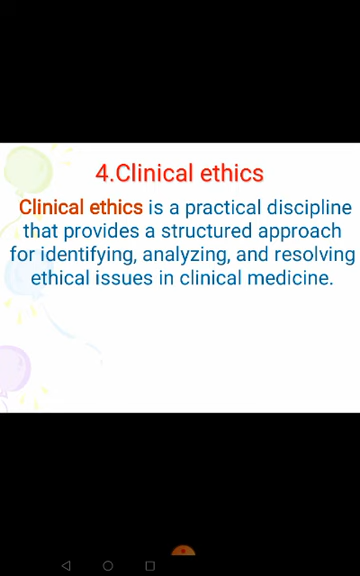 4.Clinical ethics
Clinical ethics is a practical discipline
that provides a structured approach
for identifying, analyzing, and resolving
ethical issues in clinical medicine.